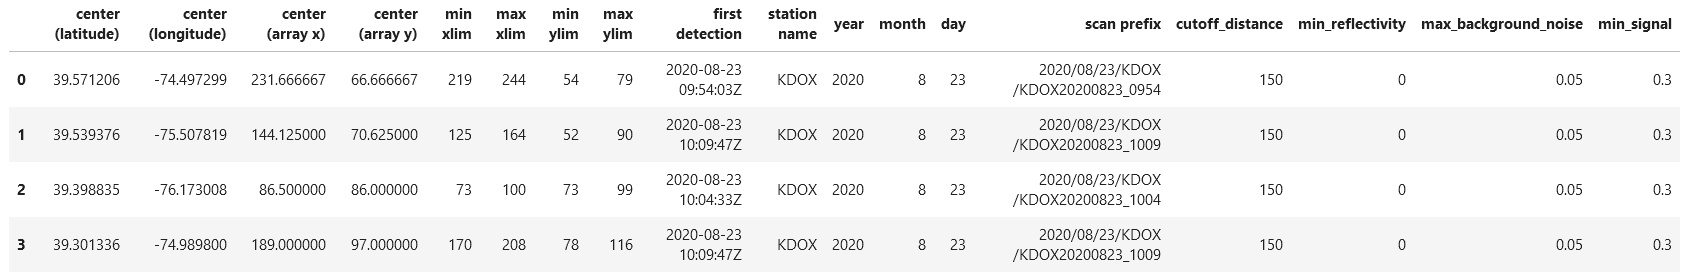 center (latitude) center (longitude) center (array x) center (array y) min xlim max xlim min ylim max ylim first detection station name year month day scan prefix cutoff_distance min_reflectivity max_background_noise min_signal
0 39.571206 -74.497299 231.666667 66.666667 219 244 54 79 2020-08-23 09:54:03Z KDOX 2020 8 23 2020/08/23/KDOX /KDOX20200823_0954 150 0 0.05 0.3
1 39.539376 -75.507819 144.125000 70.625000 125 164 52 90 2020-08-23 10:09:47Z KDOX 2020 8 23 2020/08/23/KDOX /KDOX20200823_1009 150 0 0.05 0.3
2 39.398835 -76.173008 86.500000 86.000000 73 100 73 99 2020-08-23 10:04:33Z KDOX 2020 8 23 2020/08/23/KDOX /KDOX20200823_1004 150 0 0.05 0.3
3 39.301336 -74.989800 189.000000 97.000000 170 208 78 116 2020-08-23 10:09:47Z KDOX 2020 8 23 2020/08/23/KDOX /KDOX20200823_1009 150 0 0.05 0.3